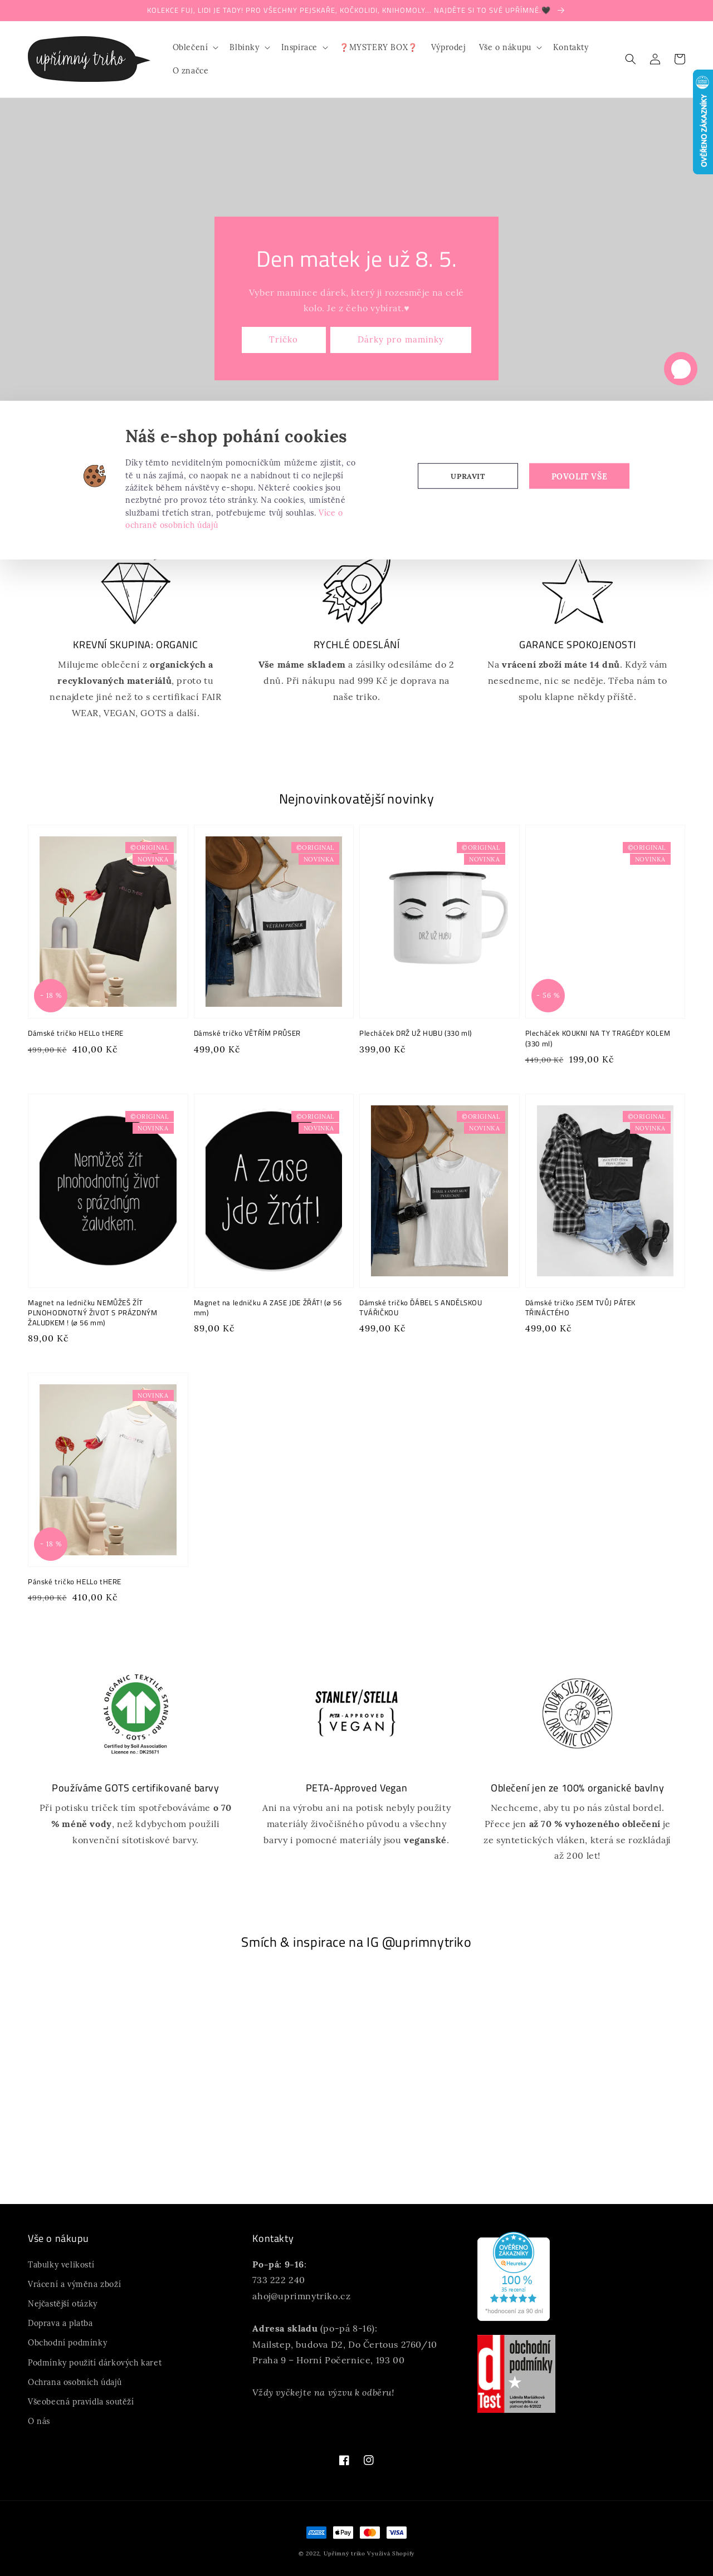 KOLEKCE FUJ, LIDI JE TADY! PRO VŠECHNY PEJSKAŘE, KOČKOLIDI, KNIHOMOLY... NAJDĚTE SI TO SVÉ UPŘÍMNÉ 🖤 →
upřímný triko
Oblečení
Blbinky
Inspirace
❓MYSTERY BOX❓
Výprodej
Vše o nákupu
Kontakty
O značce
OVĚŘENO ZÁKAZNÍKY
Den matek je už 8. 5.
Vyber mamince dárek, který ji rozesměje na celé
kolo. Je z čeho vybírat.♥
Tričko
Dárky pro maminky
Náš e-shop pohání cookies
Díky těmto neviditelným pomocníčkům můžeme zjistit, co
tě u nás zajímá, co naopak ne a nabídnout ti co nejlepší
zážitek během návštěvy e-shopu. Některé cookies jsou
nezbytné pro provoz této stránky. Na cookies, umístěné
službami třetích stran, potřebujeme tvůj souhlas. Více o
ochraně osobních údajů
UPRAVIT
POVOLIT VŠE
KREVNÍ SKUPINA: ORGANIC
Milujeme oblečení z organických a
recyklovaných materiálů, proto tu
nenajdete jiné než to s certifikací FAIR
WEAR, VEGAN, GOTS a další.
RYCHLÉ ODESLÁNÍ
Vše máme skladem a zásilky odesíláme do 2
dnů. Při nákupu nad 999 Kč je doprava na
naše triko.
GARANCE SPOKOJENOSTI
Na vrácení zboží máte 14 dnů. Když vám
nesedneme, nic se neděje. Třeba nám to
spolu klapne někdy příště.
Nejnovinkovatější novinky
©ORIGINAL
NOVINKA
- 18 %
Dámské tričko HELLo tHERE
499,00 Kč 410,00 Kč
©ORIGINAL
NOVINKA
VĚTŘÍM PRŮSER
Dámské tričko VĚTŘÍM PRŮSER
499,00 Kč
©ORIGINAL
NOVINKA
DRŽ UŽ HUBU
Plecháček DRŽ UŽ HUBU (330 ml)
399,00 Kč
©ORIGINAL
NOVINKA
- 56 %
Plecháček KOUKNI NA TY TRAGÉDY KOLEM
(330 ml)
449,00 Kč 199,00 Kč
©ORIGINAL
NOVINKA
Nemůžeš žít
plnohodnotný život
s prázdným
žaludkem.
Magnet na ledničku NEMŮŽEŠ ŽÍT
PLNOHODNOTNÝ ŽIVOT S PRÁZDNÝM
ŽALUDKEM ! (ø 56 mm)
89,00 Kč
©ORIGINAL
NOVINKA
A zase
jde žrát!
Magnet na ledničku A ZASE JDE ŽRÁT! (ø 56
mm)
89,00 Kč
©ORIGINAL
NOVINKA
Dámské tričko ĎÁBEL S ANDĚLSKOU
TVÁŘIČKOU
499,00 Kč
©ORIGINAL
NOVINKA
Dámské tričko JSEM TVŮJ PÁTEK
TŘINÁCTÉHO
499,00 Kč
NOVINKA
- 18 %
Pánské tričko HELLo tHERE
499,00 Kč 410,00 Kč
GLOBAL ORGANIC TEXTILE STANDARD
· GOTS ·
Certified by Soil Association
Licence no.: DK25671
STANLEY/STELLA
PETA-APPROVED
VEGAN
100% SUSTAINABLE
ORGANIC COTTON
Používáme GOTS certifikované barvy
Při potisku triček tím spotřebováváme o 70
% méně vody, než kdybychom použili
konvenční sítotiskové barvy.
PETA-Approved Vegan
Ani na výrobu ani na potisk nebyly použity
materiály živočišného původu a všechny
barvy i pomocné materiály jsou veganské.
Oblečení jen ze 100% organické bavlny
Nechceme, aby tu po nás zůstal bordel.
Přece jen až 70 % vyhozeného oblečení je
ze syntetických vláken, která se rozkládají
až 200 let!
Smích & inspirace na IG @uprimnytriko
Vše o nákupu
Tabulky velikostí
Vrácení a výměna zboží
Nejčastější otázky
Doprava a platba
Obchodní podmínky
Podmínky použití dárkových karet
Ochrana osobních údajů
Všeobecná pravidla soutěží
O nás
Kontakty
Po-pá: 9-16:
733 222 240
ahoj@uprimnytriko.cz
Adresa skladu (po-pá 8-16):
Mailstep, budova D2, Do Čertous 2760/10
Praha 9 – Horní Počernice, 193 00
Vždy vyčkejte na výzvu k odběru!
OVĚŘENO
ZÁKAZNÍKY
Heureka
100 %
35 recenzí
*hodnocení za 90 dní
dTest
obchodní
podmínky
Pay
VISA
© 2022, Upřímný triko Využívá Shopify